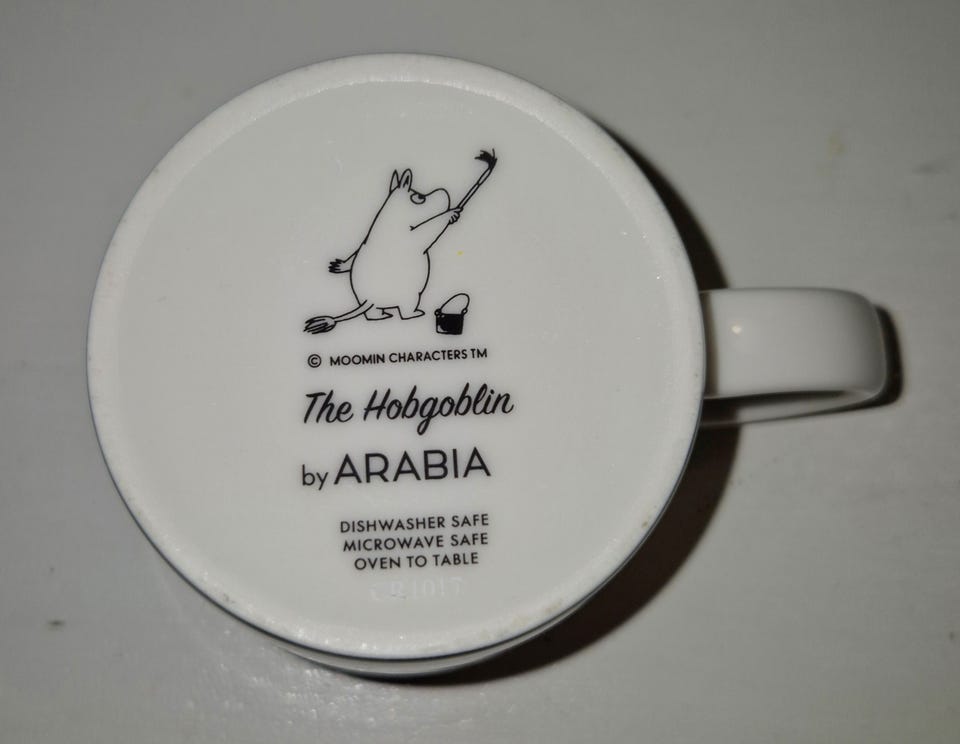 © MOOMIN CHARACTERS TM
The Hobgoblin
by ARABIA
DISHWASHER SAFE
MICROWAVE SAFE
OVEN TO TABLE